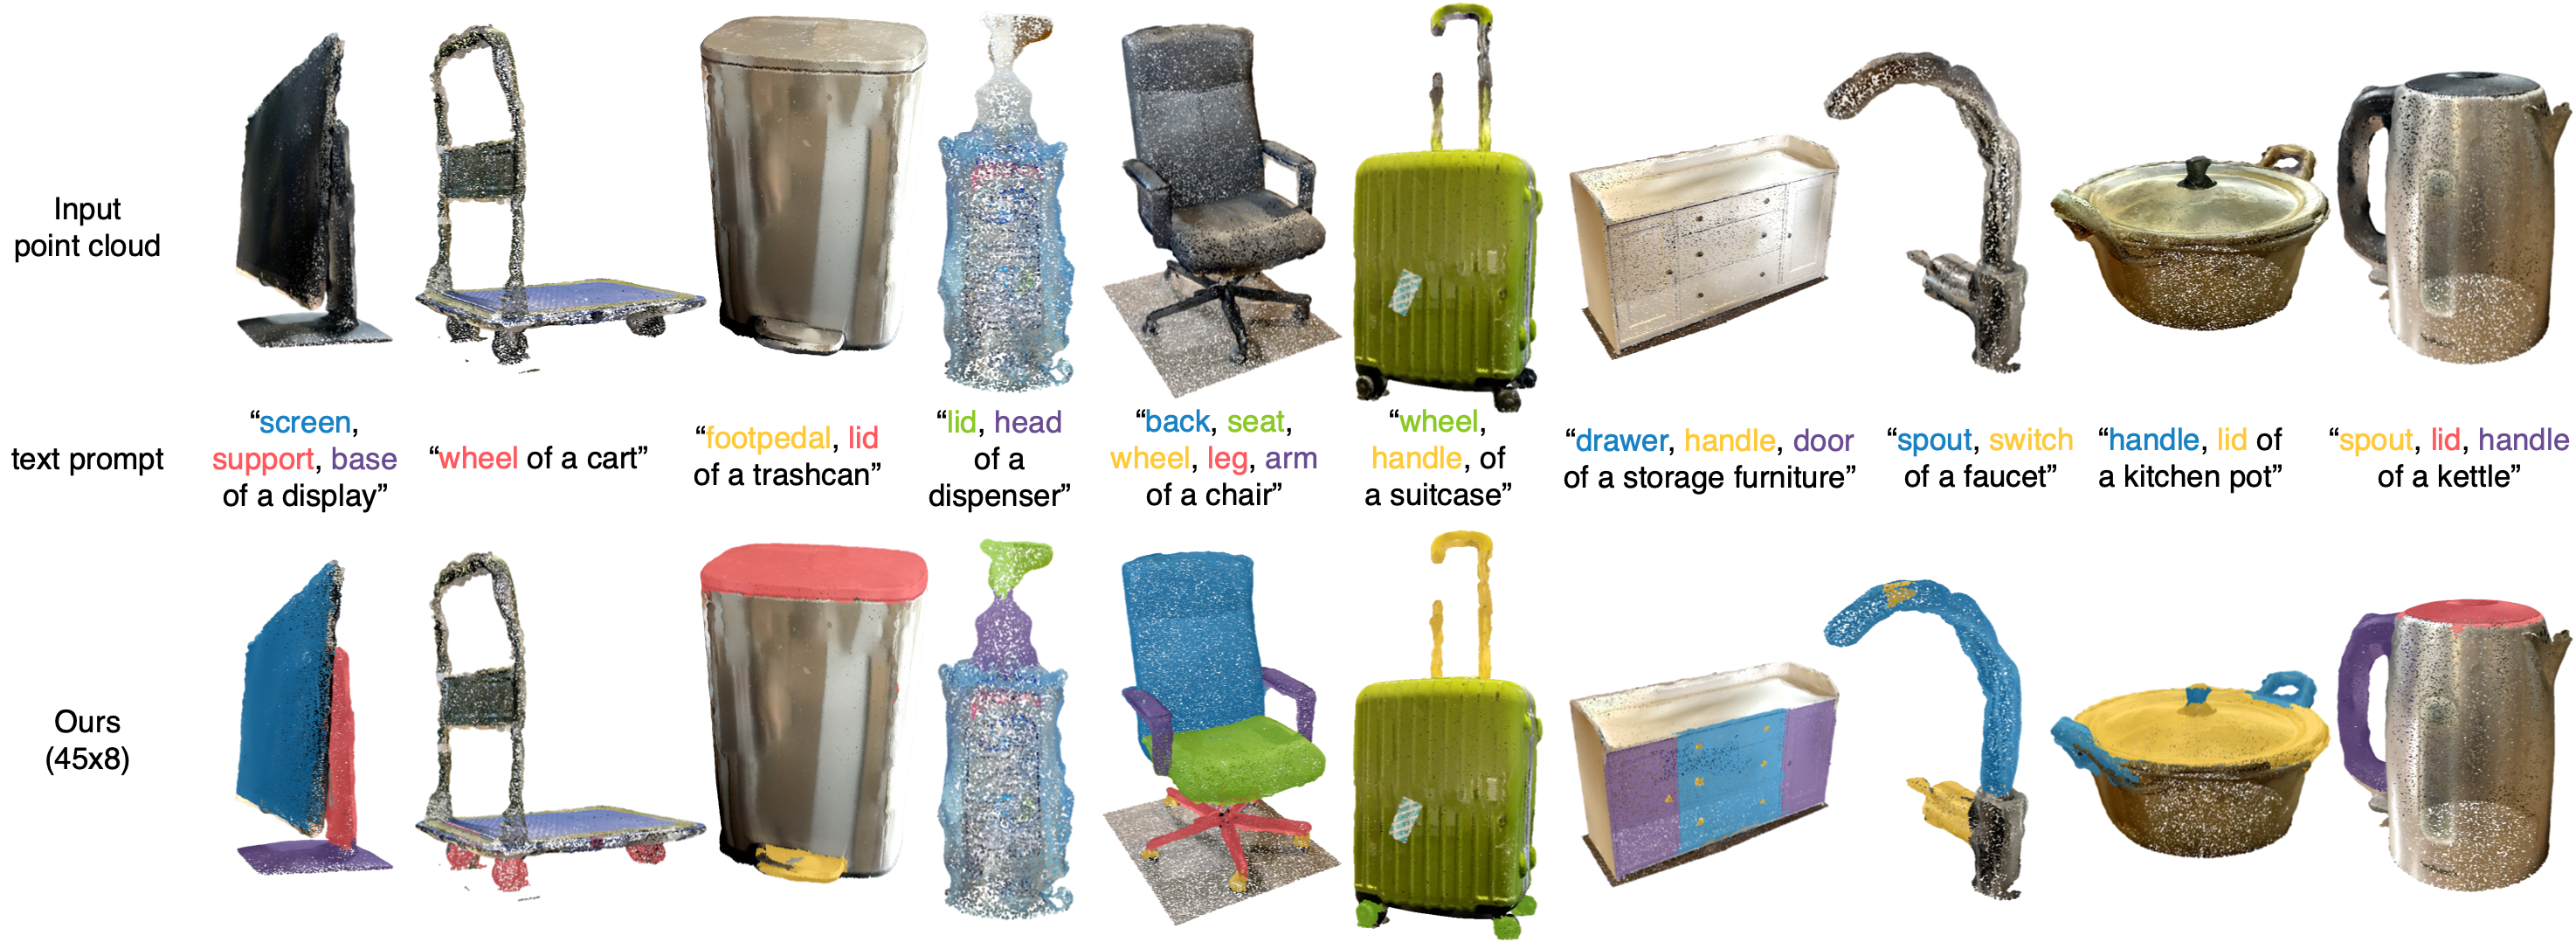 Input
point cloud
text prompt
“screen,
support, base
of a display”
“wheel of a cart”
“footpedal, lid
of a trashcan”
“lid, head
of a
dispenser”
“back, seat,
wheel, leg, arm
of a chair”
“wheel,
handle, of
a suitcase”
“drawer, handle, door
of a storage furniture”
“spout, switch
of a faucet”
“handle, lid of
a kitchen pot”
“spout, lid, handle
of a kettle”
Ours
(45x8)